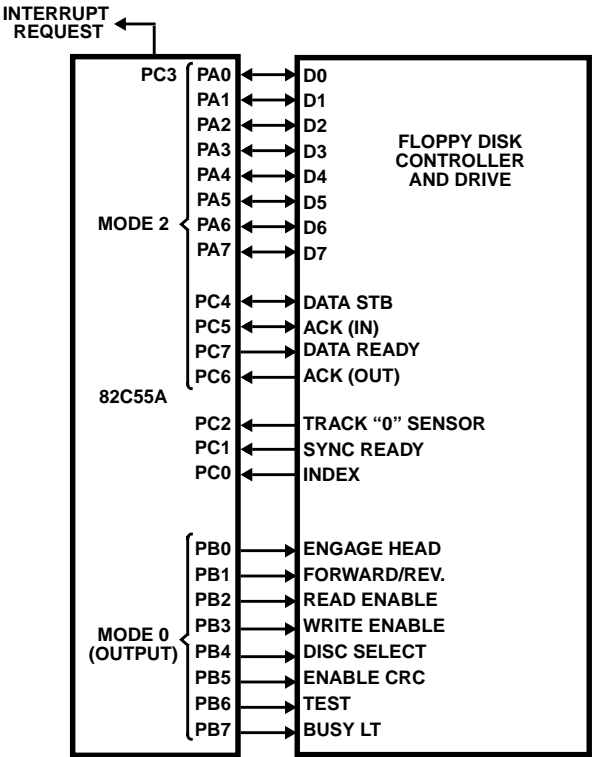 INTERRUPT
REQUEST
PC3 PA0 D0
PA1 D1
PA2 D2
PA3 D3
PA4 D4
PA5 D5
PA6 D6
PA7 D7
FLOPPY DISK
CONTROLLER
AND DRIVE
MODE 2
PC4 DATA STB
PC5 ACK (IN)
PC7 DATA READY
PC6 ACK (OUT)
82C55A
PC2 TRACK “0” SENSOR
PC1 SYNC READY
PC0 INDEX
PB0 ENGAGE HEAD
PB1 FORWARD/REV.
PB2 READ ENABLE
PB3 WRITE ENABLE
PB4 DISC SELECT
PB5 ENABLE CRC
PB6 TEST
PB7 BUSY LT
MODE 0
(OUTPUT)